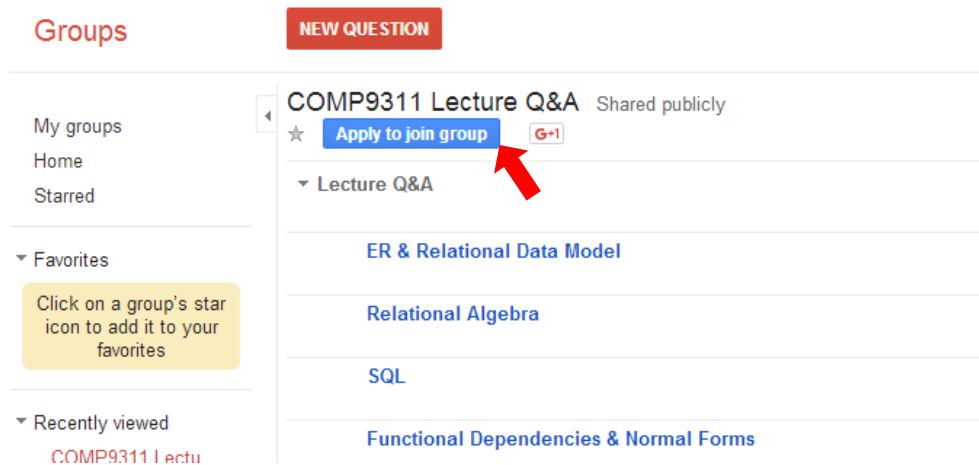 Groups
NEW QUESTION
My groups
Home
Starred
Favorites
Click on a group's star
icon to add it to your
favorites
Recently viewed
COMP9311 Lectu
COMP9311 Lecture Q&A Shared publicly
Apply to join group
G+1
Lecture Q&A
ER & Relational Data Model
Relational Algebra
SQL
Functional Dependencies & Normal Forms